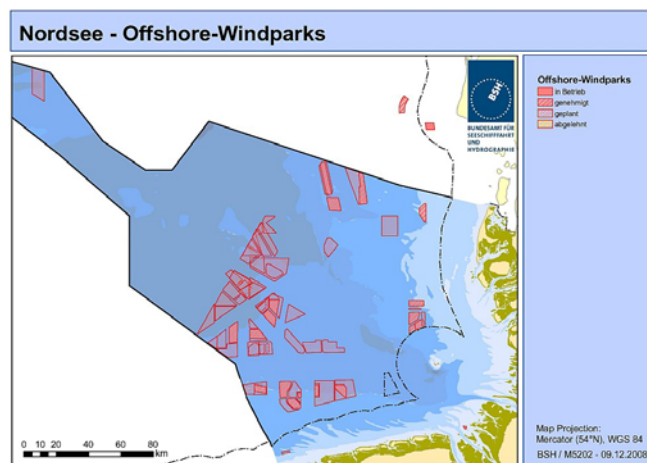 Nordsee - Offshore-Windparks
BSH
BUNDESAMT FÜR
SEESCHIFFFAHRT
UND
HYDROGRAPHIE
Offshore-Windparks
in Betrieb
genehmigt
geplant
abgelehnt
0 10 20 40 60 80
km
Map Projection:
Mercator (54°N), WGS 84
BSH / M5202 - 09.12.2008